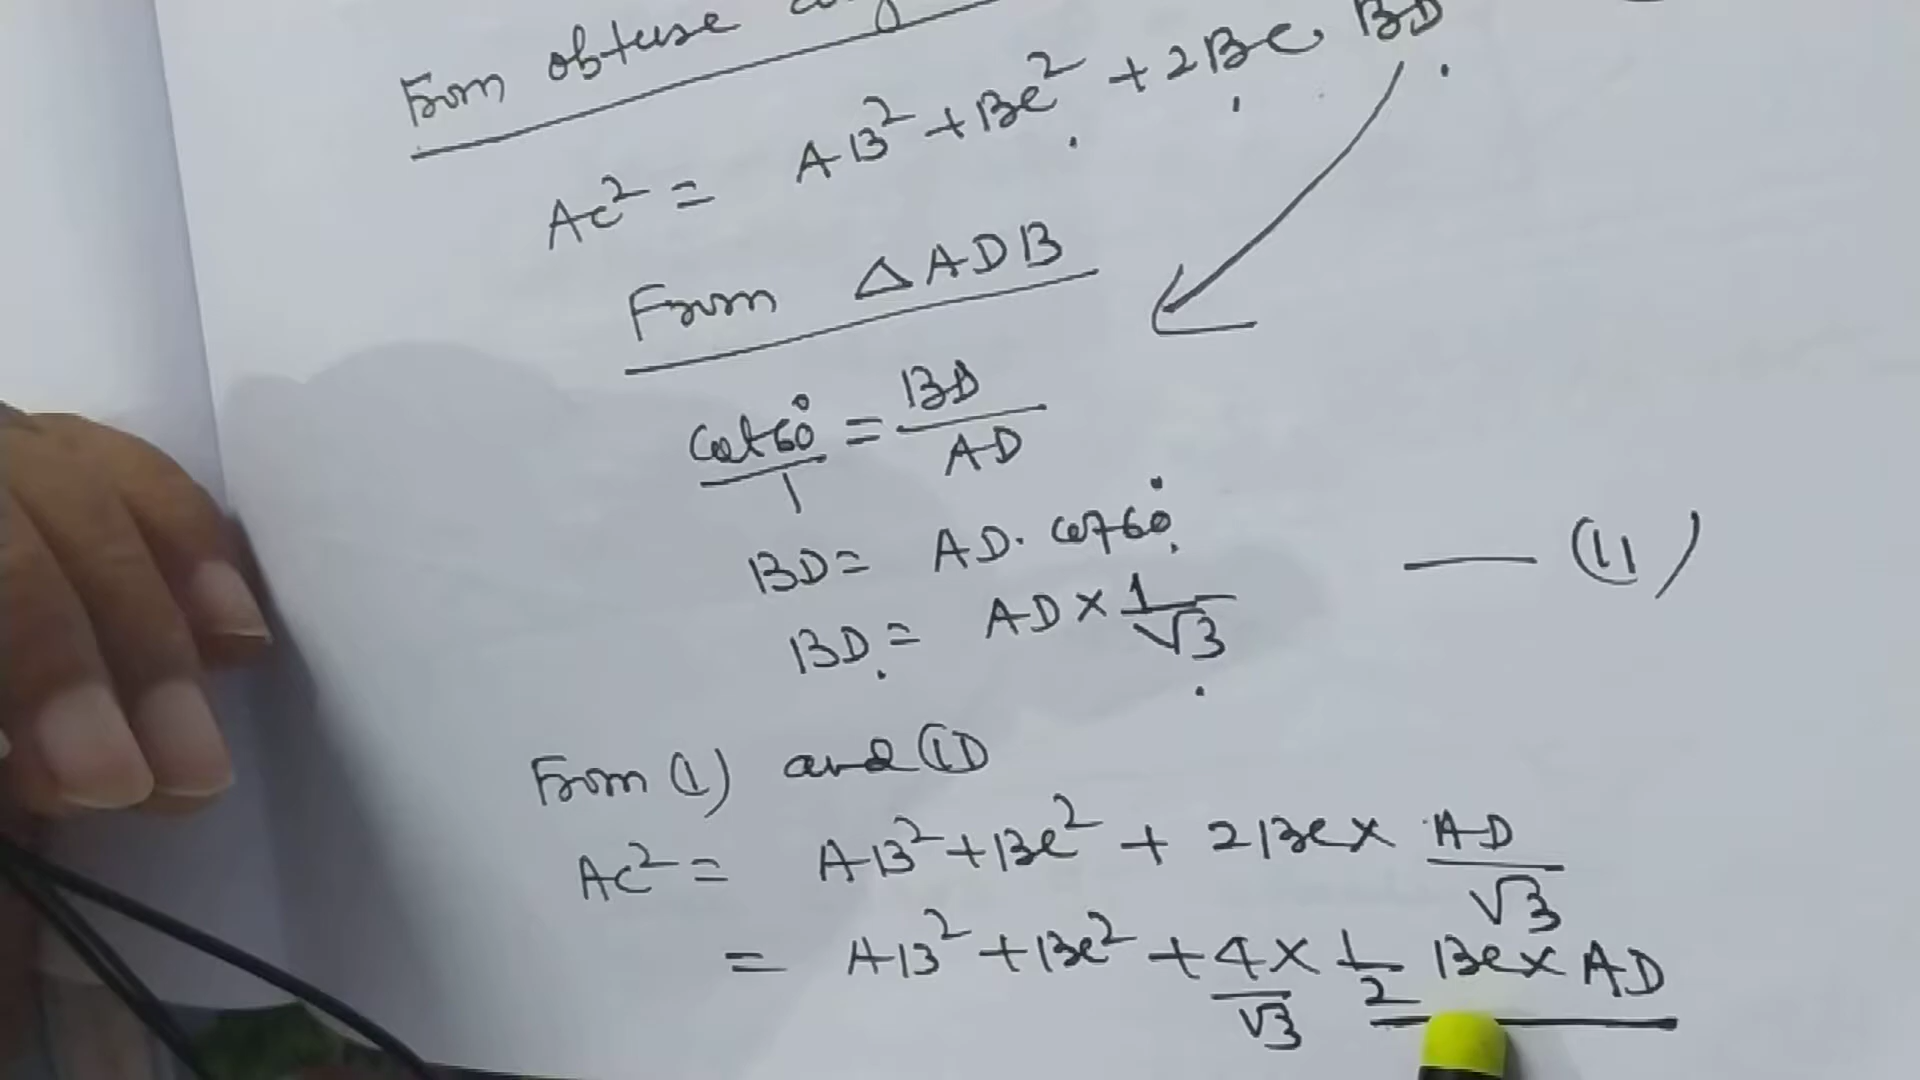 From obtuse
AC² = AB² + BC² + 2BC BD
From △ADB
cot60°/1 = BD/AD
BD = AD. cot60°
BD = AD × 1/√3 — (II)
From (I) and (II)
AC² = AB² + BC² + 2BC × AD/√3
= AB² + BC² + 4/√3 × 1/2 BC × AD